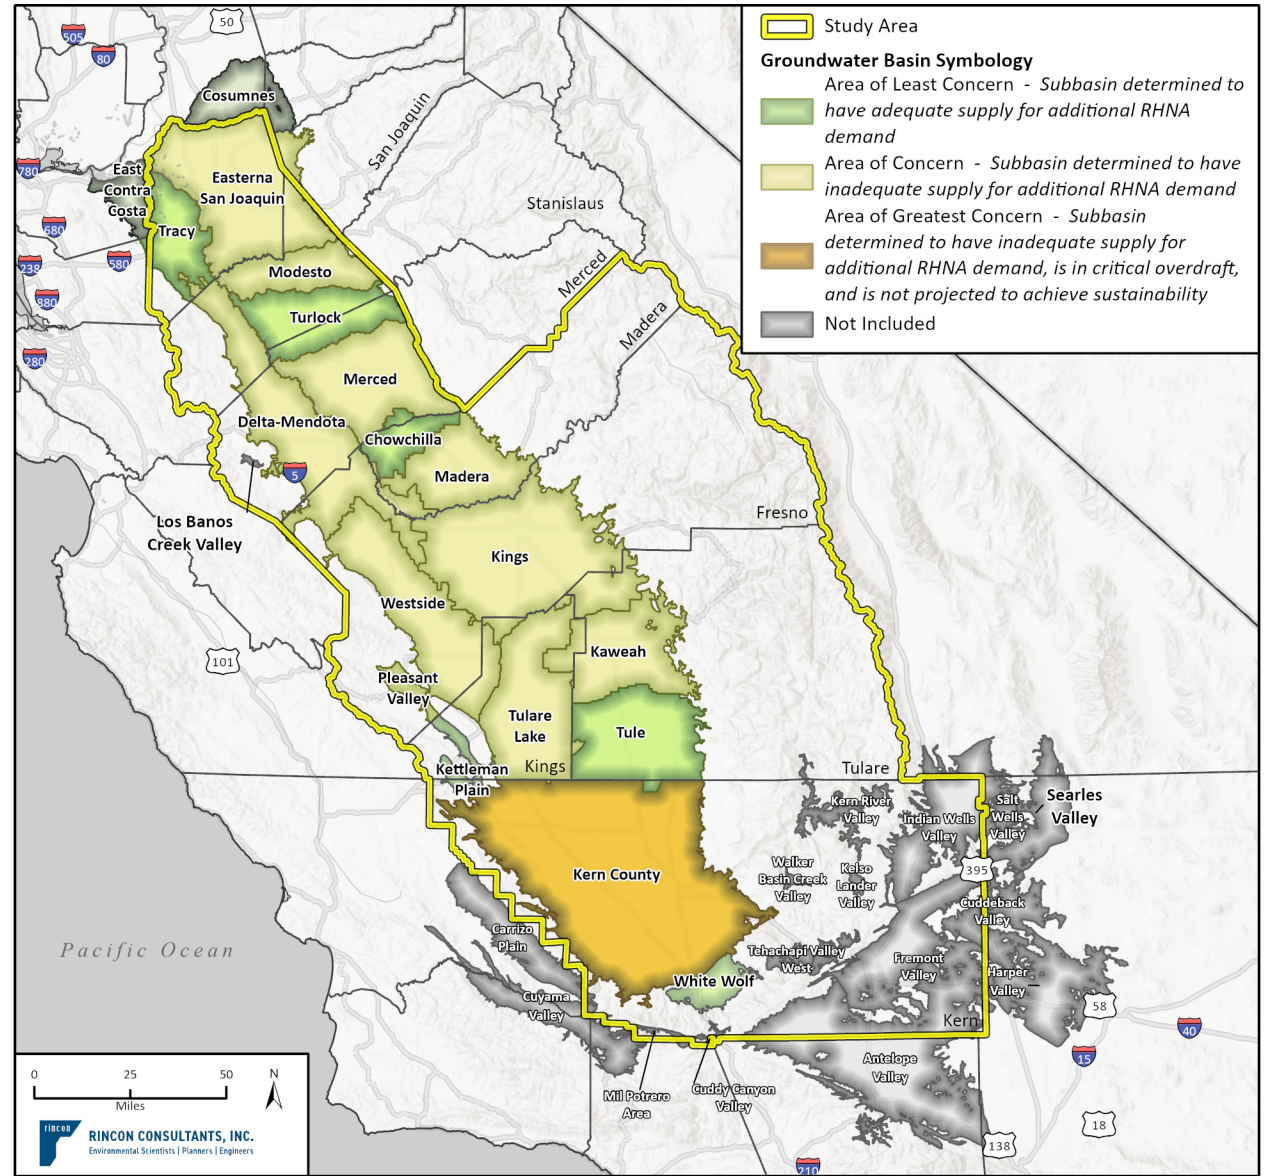 Study Area
Groundwater Basin Symbology
Area of Least Concern - Subbasin determined to
have adequate supply for additional RHNA
demand
Area of Concern - Subbasin determined to have
inadequate supply for additional RHNA demand
Area of Greatest Concern - Subbasin
determined to have inadequate supply for
additional RHNA demand, is in critical overdraft,
and is not projected to achieve sustainability
Not Included
50
505
80
Cosumnes
San Joaquin
780
East
Contra
Costa
Easterna
San Joaquin
Stanislaus
680
Tracy
238
580
Modesto
Merced
880
Turlock
Madera
280
Merced
Delta-Mendota
Chowchilla
5
Madera
Los Banos
Creek Valley
Fresno
Kings
Westside
101
Kaweah
Pleasant
Valley
Tulare
Lake
Tule
Kettleman
Plain
Kings
Tulare
Kern River
Valley
Indian Wells
Valley
Salt
Wells
Valley
Searles
Valley
Kern County
Walker
Basin Creek
Valley
Kelso
Lander
Valley
395
Cuddeback
Valley
Carrizo
Plain
Pacific Ocean
Tehachapi Valley
West
Fremont
Valley
Harper
Valley
White Wolf
Cuyama
Valley
58
Kern
40
15
Antelope
Valley
Mil Potrero
Area
Cuddy Canyon
Valley
18
138
210
0 25 50
Miles
N
rincon
RINCON CONSULTANTS, INC.
Environmental Scientists | Planners | Engineers